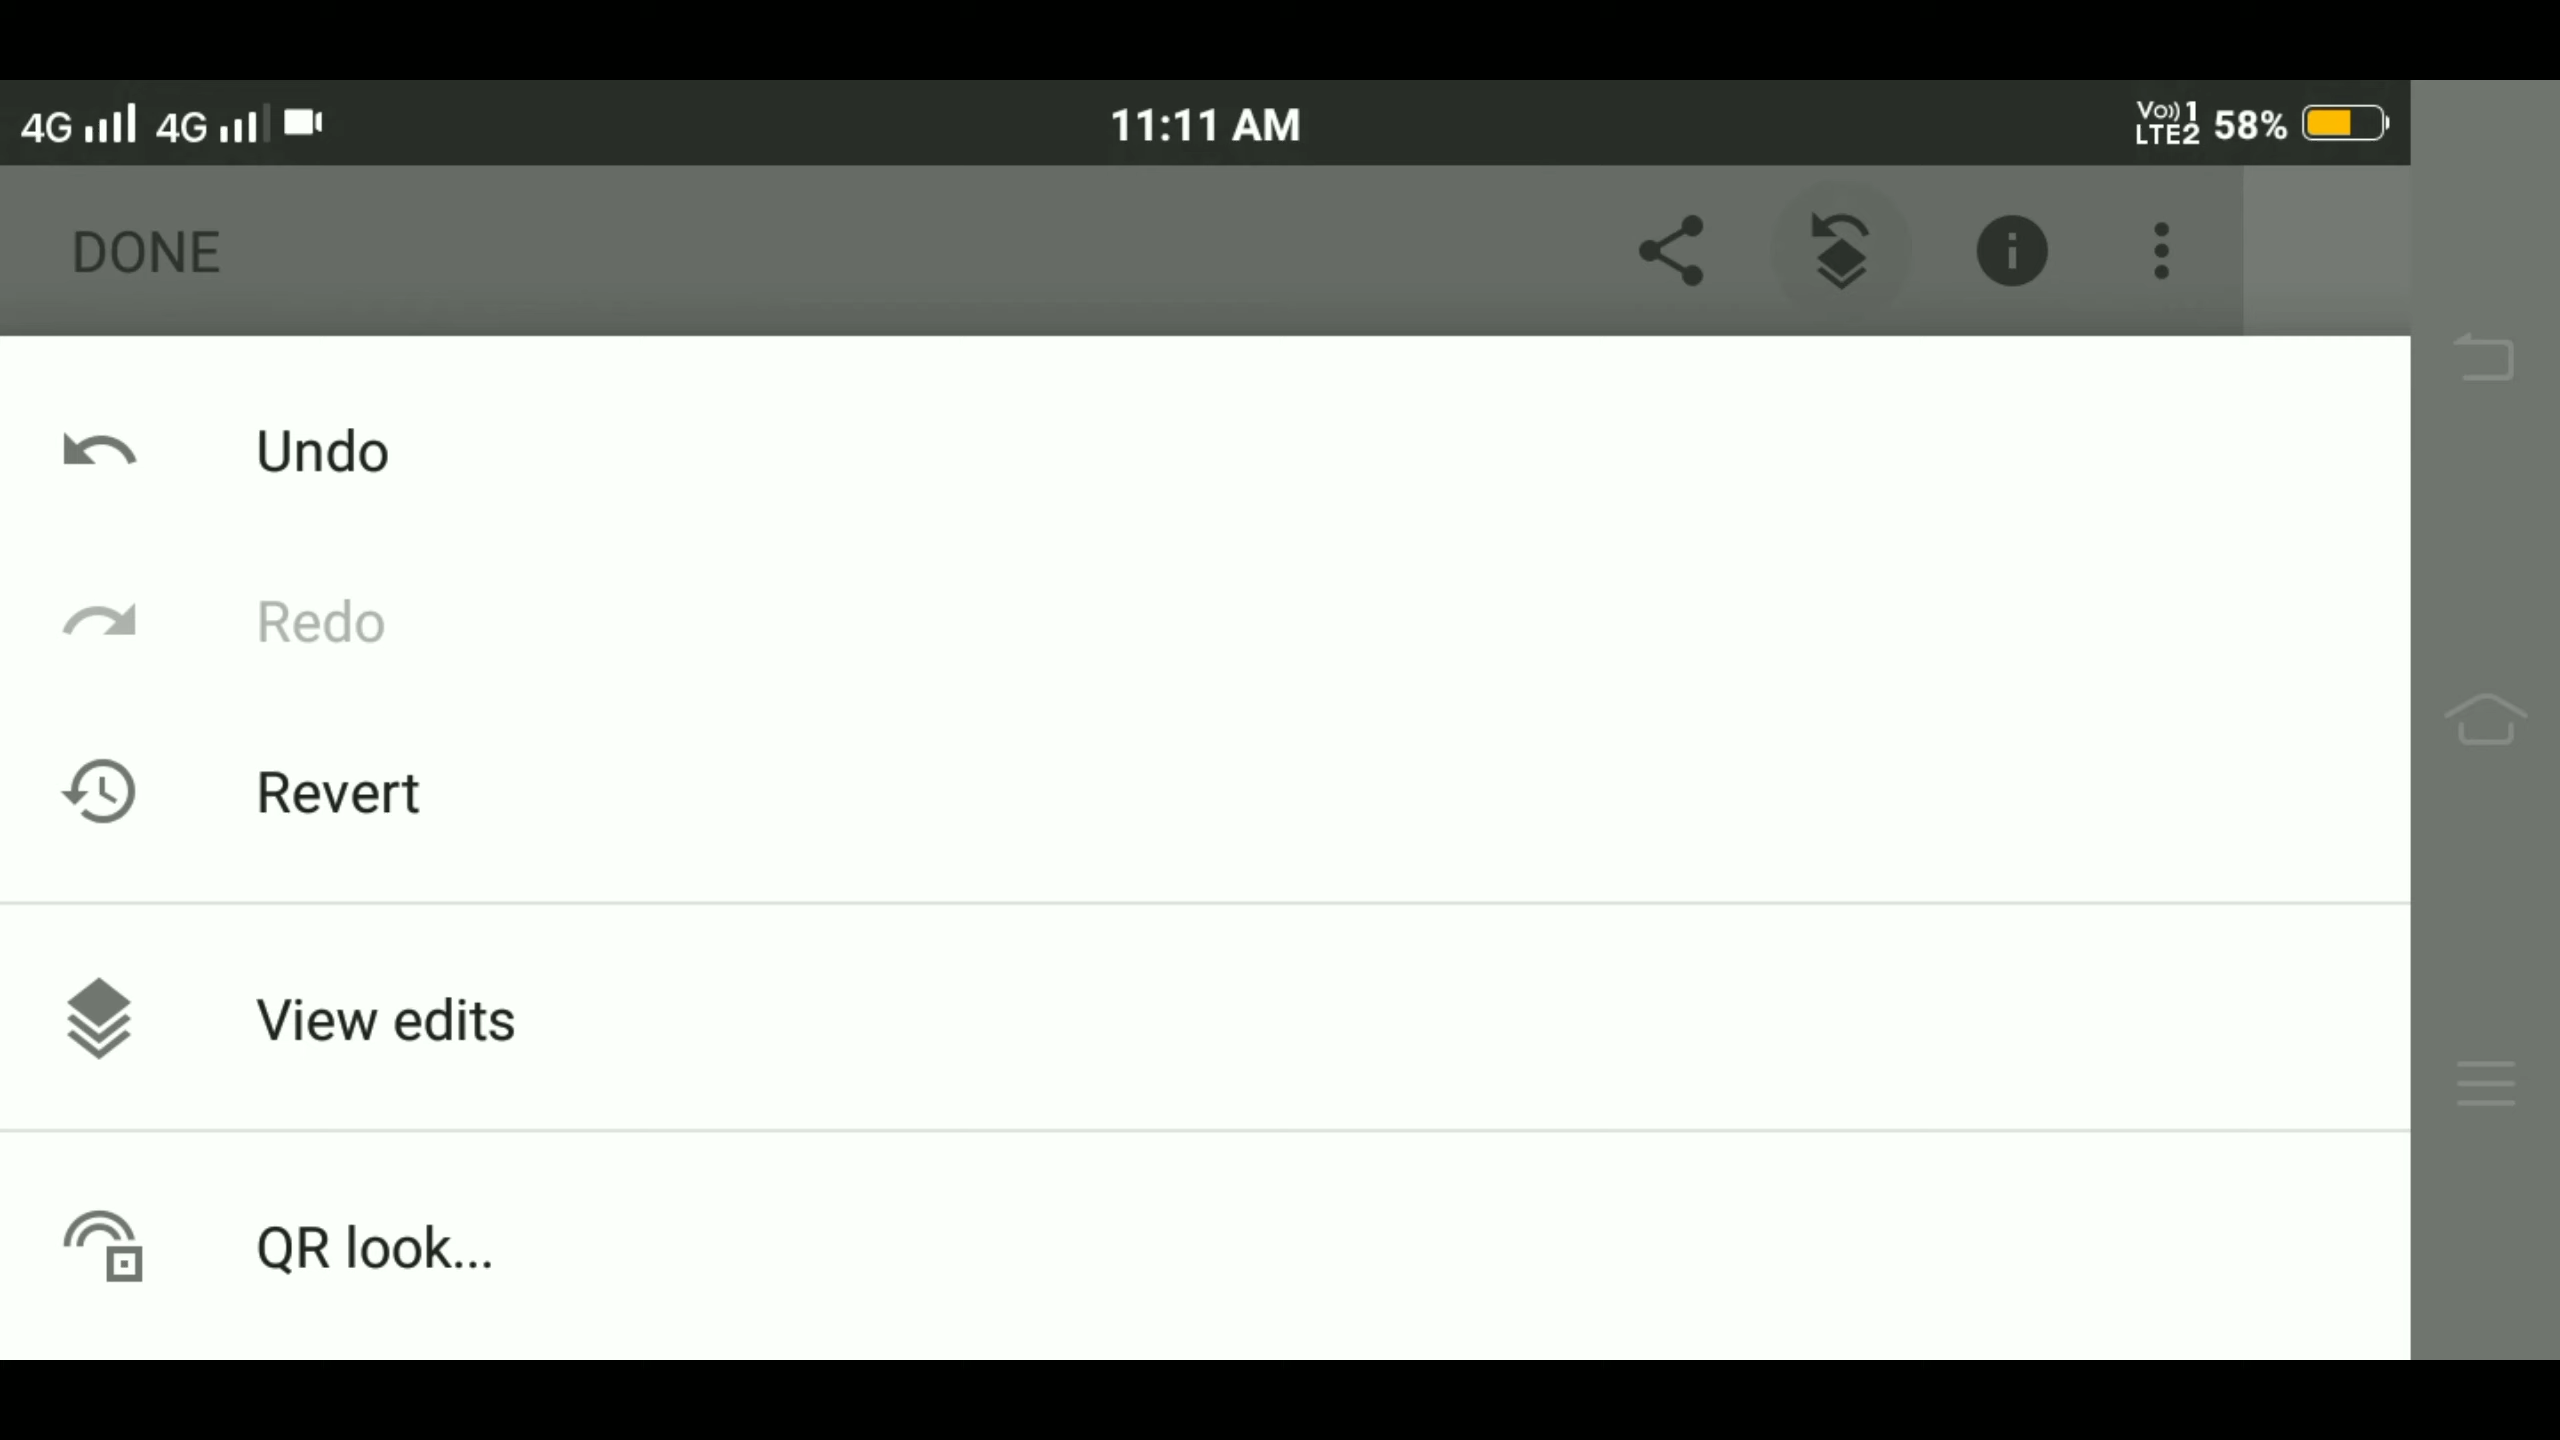 4G 4G 11:11 AM Vo)) 1 LTE2 58%
DONE
Undo
Redo
Revert
View edits
QR look...